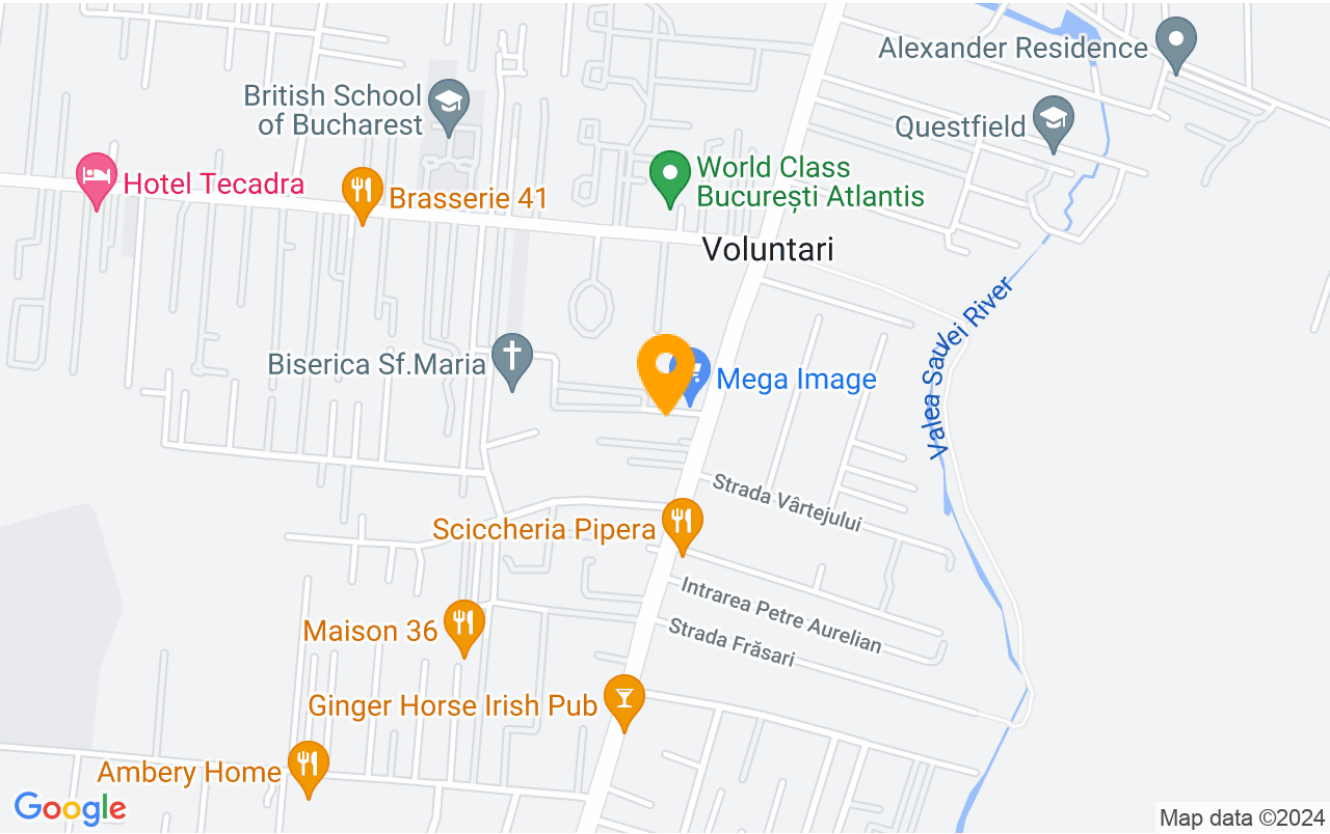 Alexander Residence
British School
of Bucharest
Questfield
World Class
București Atlantis
Hotel Tecadra
Brasserie 41
Voluntari
Valea Saulei River
Biserica Sf.Maria
Mega Image
Strada Vârtejului
Sciccheria Pipera
Intrarea Petre Aurelian
Strada Frăsari
Maison 36
Ginger Horse Irish Pub
Ambery Home
Google
Map data ©2024